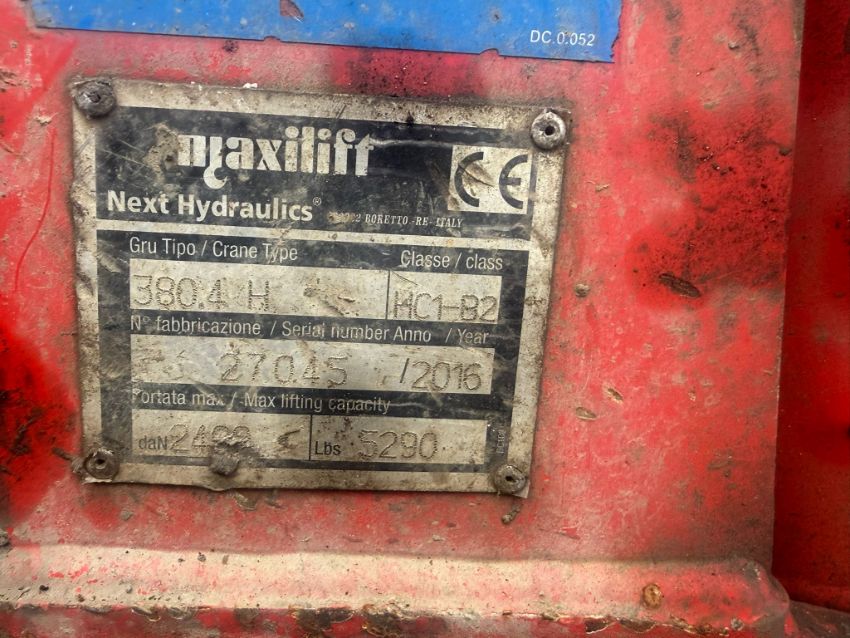 DC.0.052
maxilift
CE
Next Hydraulics® BORETTO -RE- ITALY
Gru Tipo / Crane Type Classe / class
380.4 H HC1-B2
N° fabbricazione / Serial number Anno / Year
27045 /2016
Portata max / Max lifting capacity
daN Lbs 5290